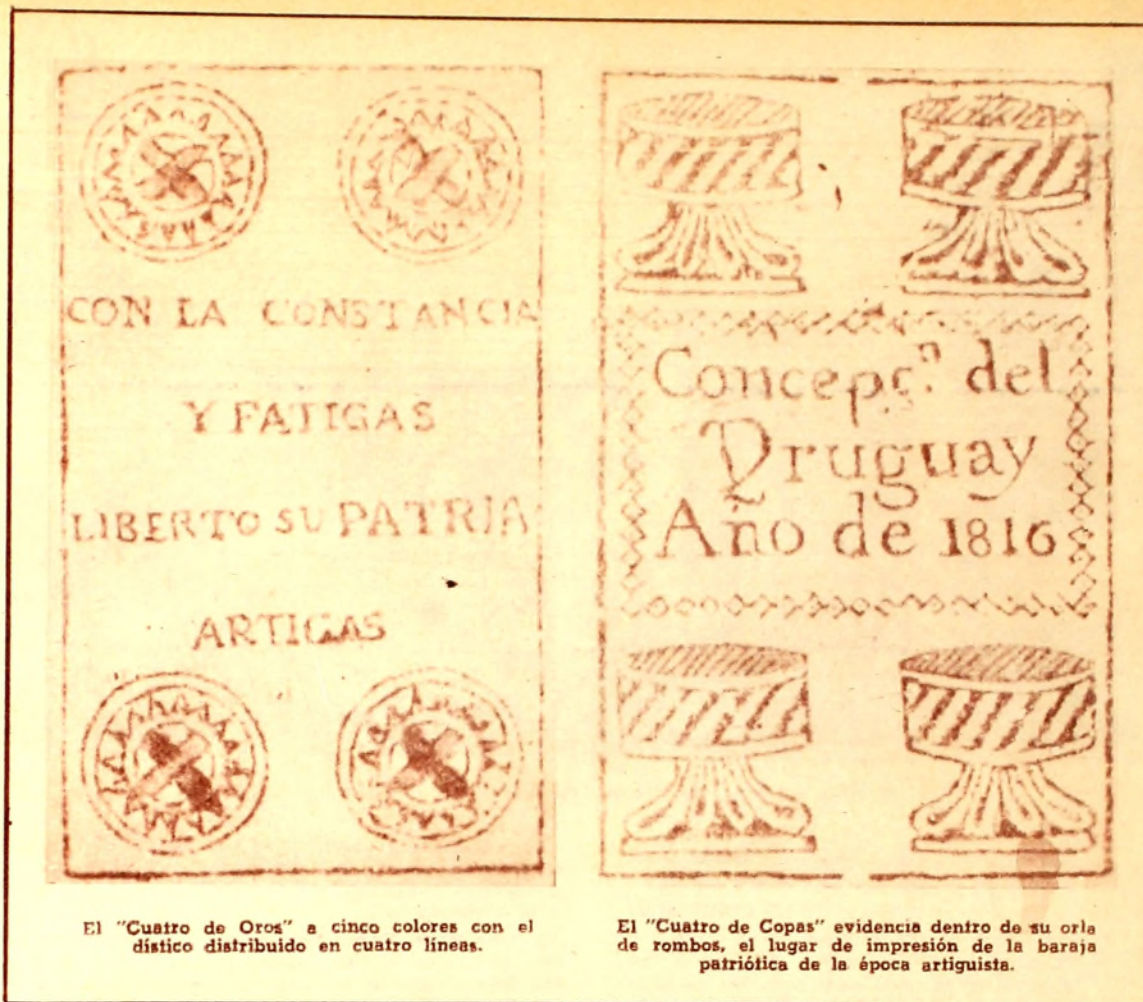 CON LA CONSTANCIA
Y FATIGAS
LIBERTO SU PATRIA
ARTIGAS
Concepç.ⁿ del
Vruguay
Año de 1816
El "Cuatro de Oros" a cinco colores con el
dístico distribuido en cuatro líneas.
El "Cuatro de Copas" evidencia dentro de su orla
de rombos, el lugar de impresión de la baraja
patriótica de la época artiguista.